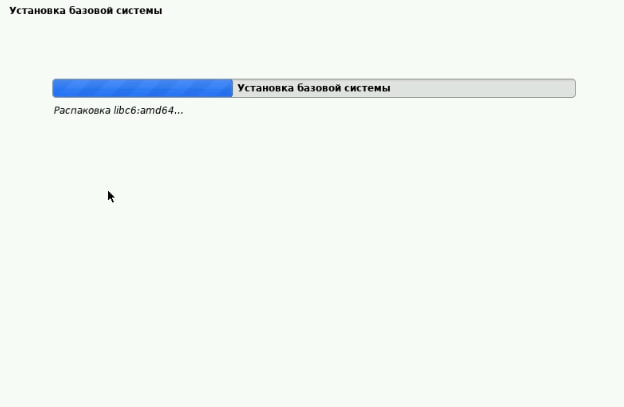 Установка базовой системы
Установка базовой системы
Распаковка libc6:amd64...